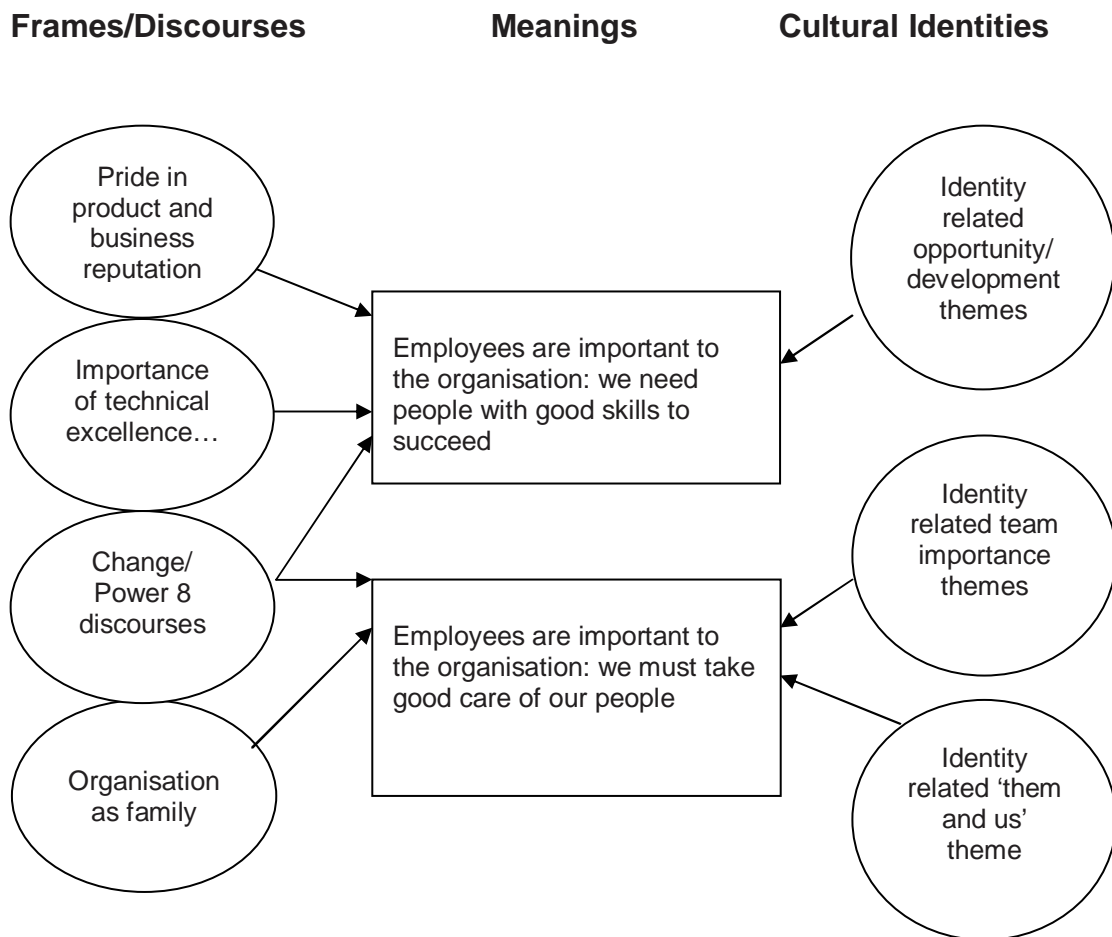 Frames/Discourses Meanings Cultural Identities
Pride in
product and
business
reputation
Importance
of technical
excellence…
Change/
Power 8
discourses
Organisation
as family
Employees are important to
the organisation: we need
people with good skills to
succeed
Employees are important to
the organisation: we must take
good care of our people
Identity
related
opportunity/
development
themes
Identity
related team
importance
themes
Identity
related ‘them
and us’
theme